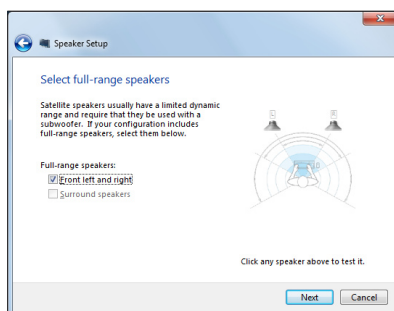 Speaker Setup
Select full-range speakers
Satellite speakers usually have a limited dynamic
range and require that they be used with a
subwoofer. If your configuration includes
full-range speakers, select them below.
Full-range speakers:
Front left and right
Surround speakers
L R
Click any speaker above to test it.
Next Cancel